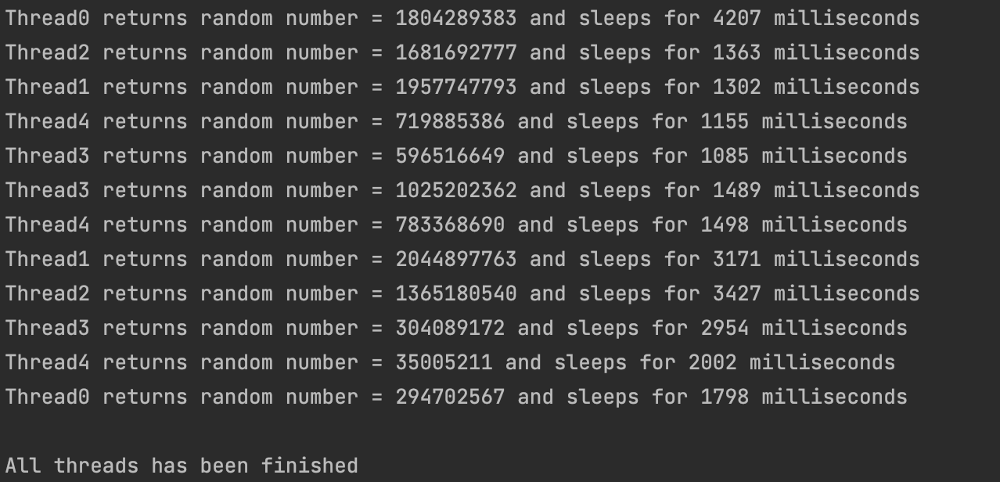 Thread0 returns random number = 1804289383 and sleeps for 4207 milliseconds
Thread2 returns random number = 1681692777 and sleeps for 1363 milliseconds
Thread1 returns random number = 1957747793 and sleeps for 1302 milliseconds
Thread4 returns random number = 719885386 and sleeps for 1155 milliseconds
Thread3 returns random number = 596516649 and sleeps for 1085 milliseconds
Thread3 returns random number = 1025202362 and sleeps for 1489 milliseconds
Thread4 returns random number = 783368690 and sleeps for 1498 milliseconds
Thread1 returns random number = 2044897763 and sleeps for 3171 milliseconds
Thread2 returns random number = 1365180540 and sleeps for 3427 milliseconds
Thread3 returns random number = 304089172 and sleeps for 2954 milliseconds
Thread4 returns random number = 35005211 and sleeps for 2002 milliseconds
Thread0 returns random number = 294702567 and sleeps for 1798 milliseconds
All threads has been finished